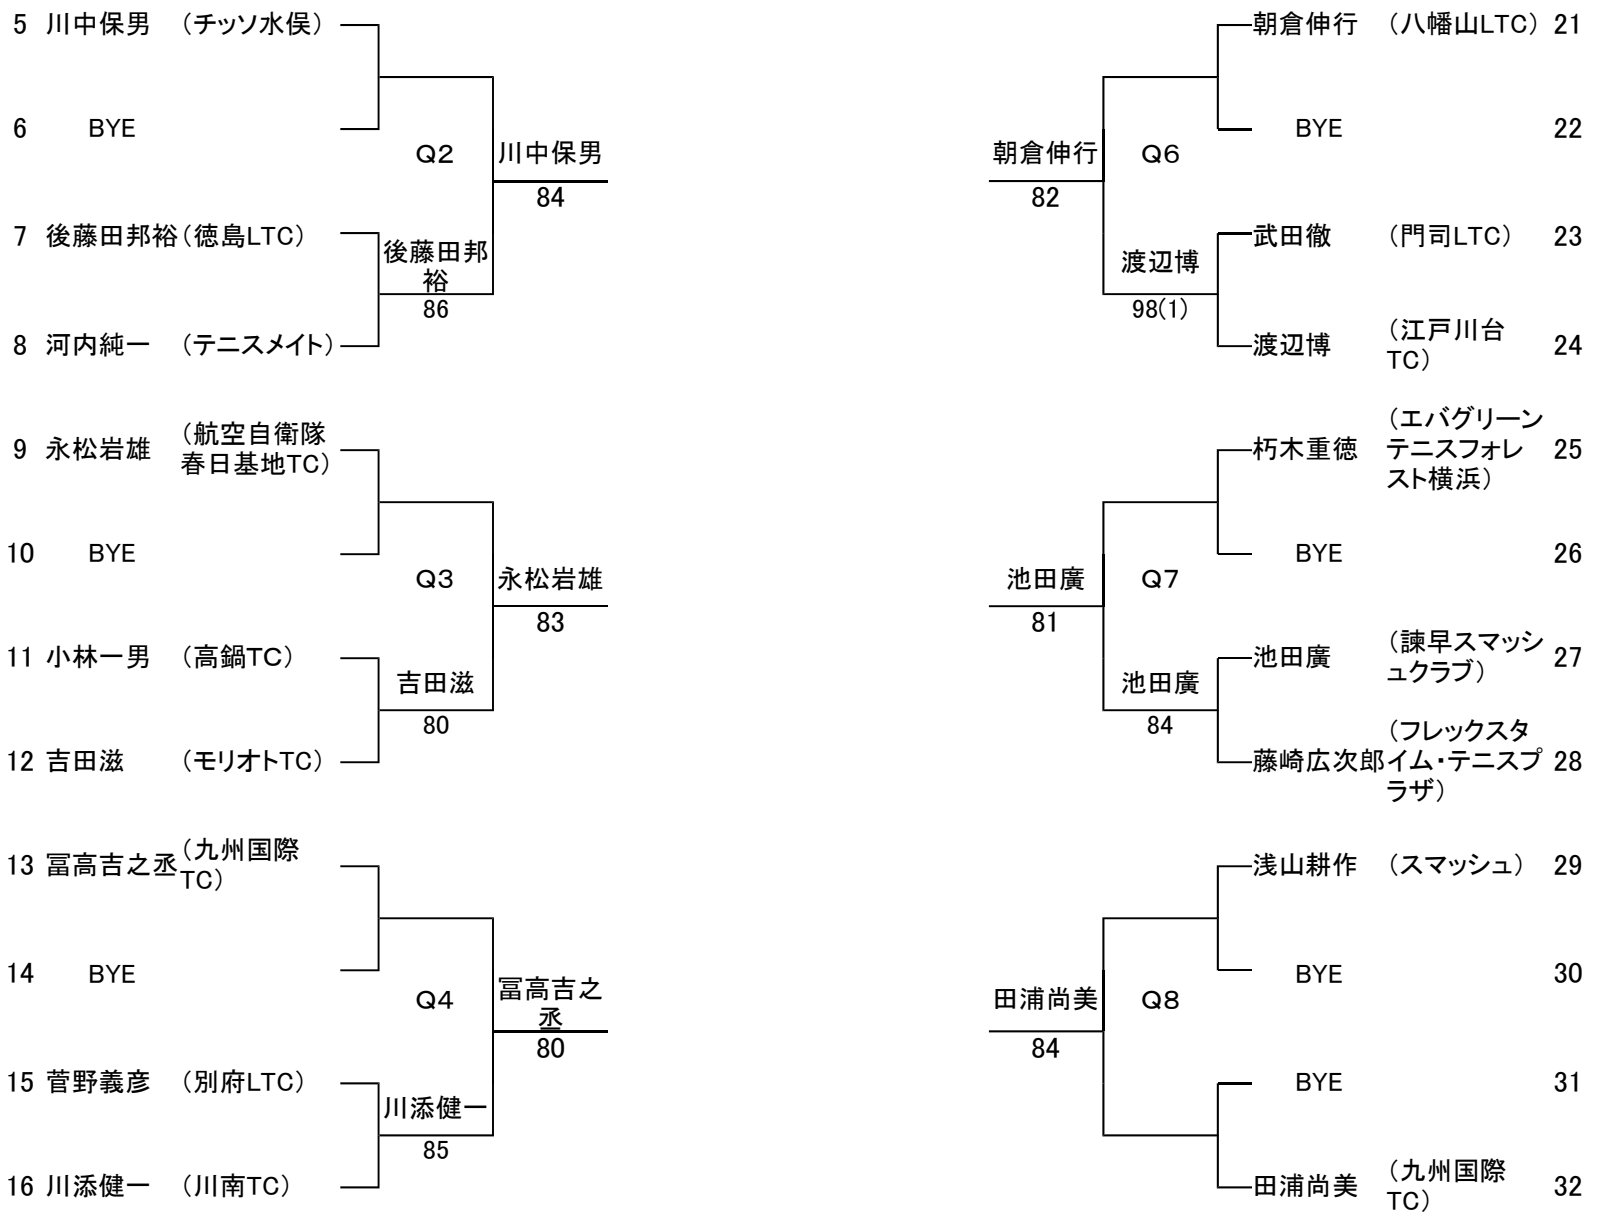 5 川中保男 （チッソ水俣）
6 BYE
Q2
川中保男
84
7 後藤田邦裕 （徳島LTC）
後藤田邦
裕
86
8 河内純一 （テニスメイト）
9 永松岩雄 （航空自衛隊
春日基地TC）
10 BYE
Q3
永松岩雄
83
11 小林一男 （高鍋TC）
吉田滋
80
12 吉田滋 （モリオトTC）
13 冨高吉之丞 （九州国際
TC）
14 BYE
Q4
冨高吉之
丞
80
15 菅野義彦 （別府LTC）
川添健一
85
16 川添健一 （川南TC）
朝倉伸行 （八幡山LTC） 21
BYE 22
朝倉伸行
82
Q6
武田徹 （門司LTC） 23
渡辺博
98(1)
渡辺博 （江戸川台
TC） 24
朽木重徳 （エバグリーン
テニスフォレ
スト横浜） 25
BYE 26
池田廣
81
Q7
池田廣 （諫早スマッシ
ュクラブ） 27
池田廣
84
藤崎広次郎 （フレックスタ
イム・テニスプ
ラザ） 28
浅山耕作 （スマッシュ） 29
BYE 30
田浦尚美
84
Q8
BYE 31
田浦尚美 （九州国際
TC） 32